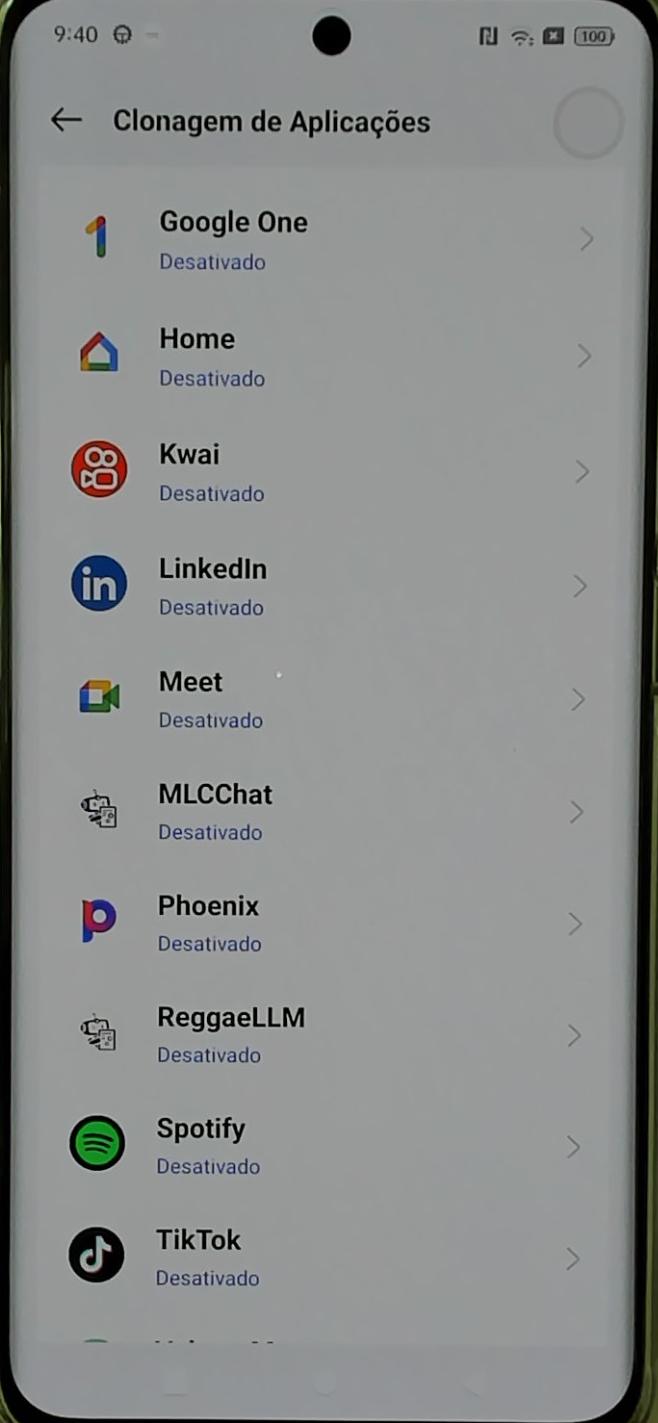 9:40
100
Clonagem de Aplicações
Google One
Desativado
Home
Desativado
Kwai
Desativado
LinkedIn
Desativado
Meet
Desativado
MLCChat
Desativado
Phoenix
Desativado
ReggaeLLM
Desativado
Spotify
Desativado
TikTok
Desativado